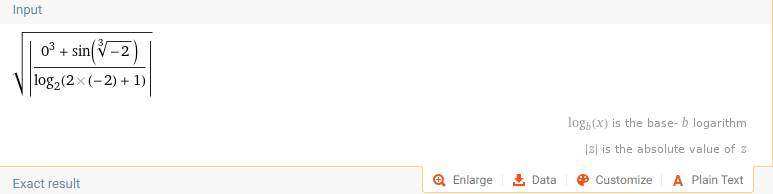 Input
√|(0³ + sin(∛−2))/(log₂(2×(−2) + 1))|
log_b(x) is the base- b logarithm
|z| is the absolute value of z
Enlarge Data Customize A Plain Text
Exact result